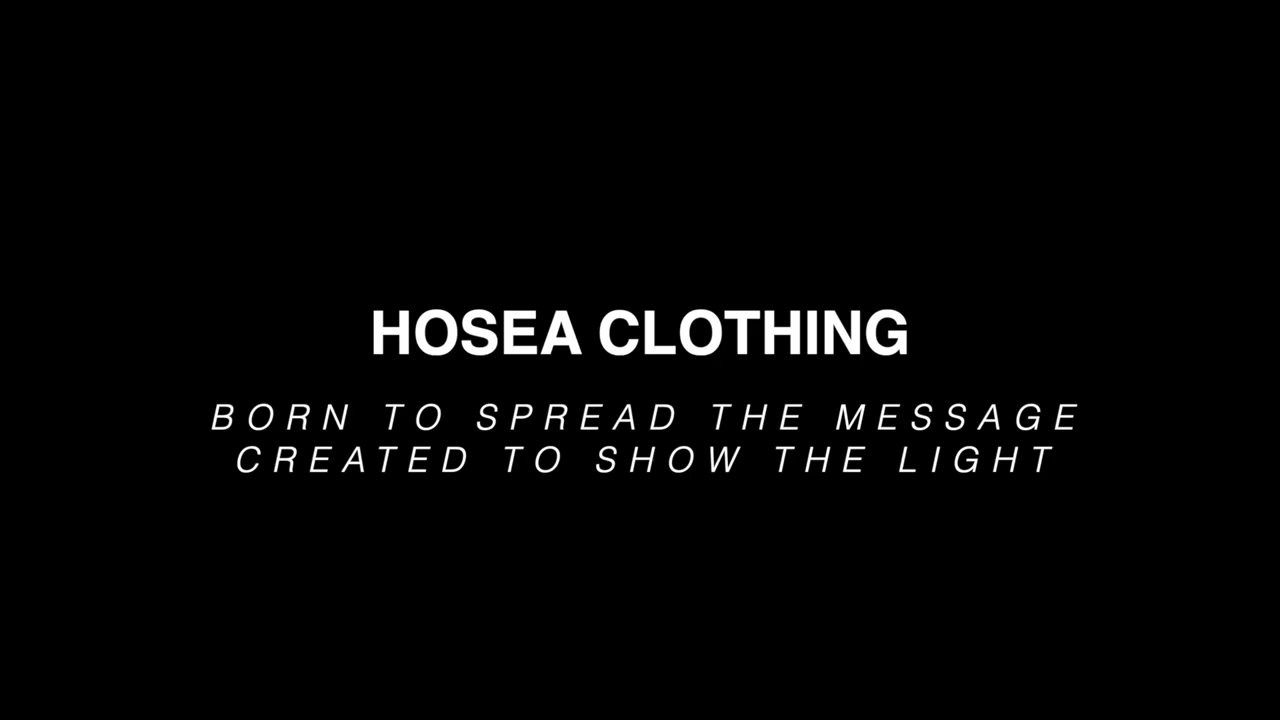 HOSEA CLOTHING
BORN TO SPREAD THE MESSAGE
CREATED TO SHOW THE LIGHT